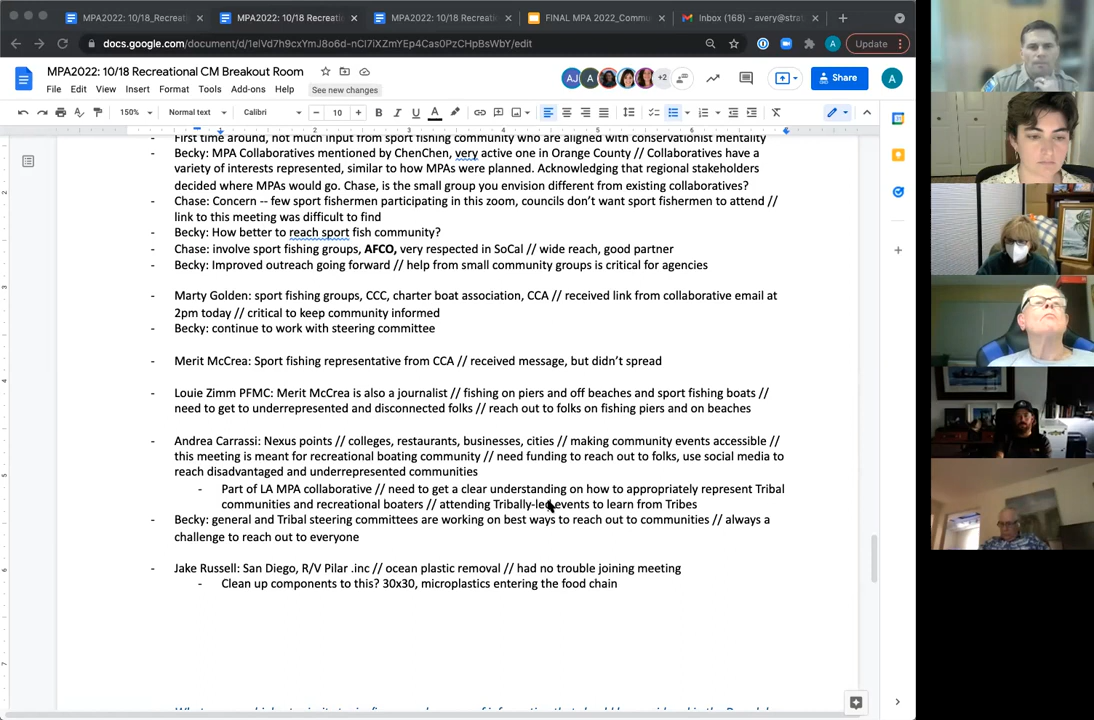 MPA2022: 10/18_Recreati
MPA2022: 10/18 Recreation
MPA2022: 10/18 Recreati
FINAL MPA 2022_Commu
Inbox (168) – avery@stra
docs.google.com/document/d/1elVd7h9cxYmJ8o6d-nCl7iXZmYEp4Cas0PzCHpBsWbY/edit
A
Update
MPA2022: 10/18 Recreational CM Breakout Room
File Edit View Insert Format Tools Add-ons Help See new changes
AJ A +2
Share
A
150% Normal text Calibri 10 B I U A
2 3 4 5 6 7
First time around, not much input from sport fishing community who are aligned with conservationist mentality
- Becky: MPA Collaboratives mentioned by ChenChen, very active one in Orange County // Collaboratives have a
variety of interests represented, similar to how MPAs were planned. Acknowledging that regional stakeholders
decided where MPAs would go. Chase, is the small group you envision different from existing collaboratives?
- Chase: Concern -- few sport fishermen participating in this zoom, councils don't want sport fishermen to attend //
link to this meeting was difficult to find
- Becky: How better to reach sport fish community?
- Chase: involve sport fishing groups, AFCO, very respected in SoCal // wide reach, good partner
- Becky: Improved outreach going forward // help from small community groups is critical for agencies
- Marty Golden: sport fishing groups, CCC, charter boat association, CCA // received link from collaborative email at
2pm today // critical to keep community informed
- Becky: continue to work with steering committee
- Merit McCrea: Sport fishing representative from CCA // received message, but didn't spread
- Louie Zimm PFMC: Merit McCrea is also a journalist // fishing on piers and off beaches and sport fishing boats //
need to get to underrepresented and disconnected folks // reach out to folks on fishing piers and on beaches
- Andrea Carrassi: Nexus points // colleges, restaurants, businesses, cities // making community events accessible //
this meeting is meant for recreational boating community // need funding to reach out to folks, use social media to
reach disadvantaged and underrepresented communities
- Part of LA MPA collaborative // need to get a clear understanding on how to appropriately represent Tribal
communities and recreational boaters // attending Tribally-led events to learn from Tribes
- Becky: general and Tribal steering committees are working on best ways to reach out to communities // always a
challenge to reach out to everyone
- Jake Russell: San Diego, R/V Pilar .inc // ocean plastic removal // had no trouble joining meeting
- Clean up components to this? 30x30, microplastics entering the food chain